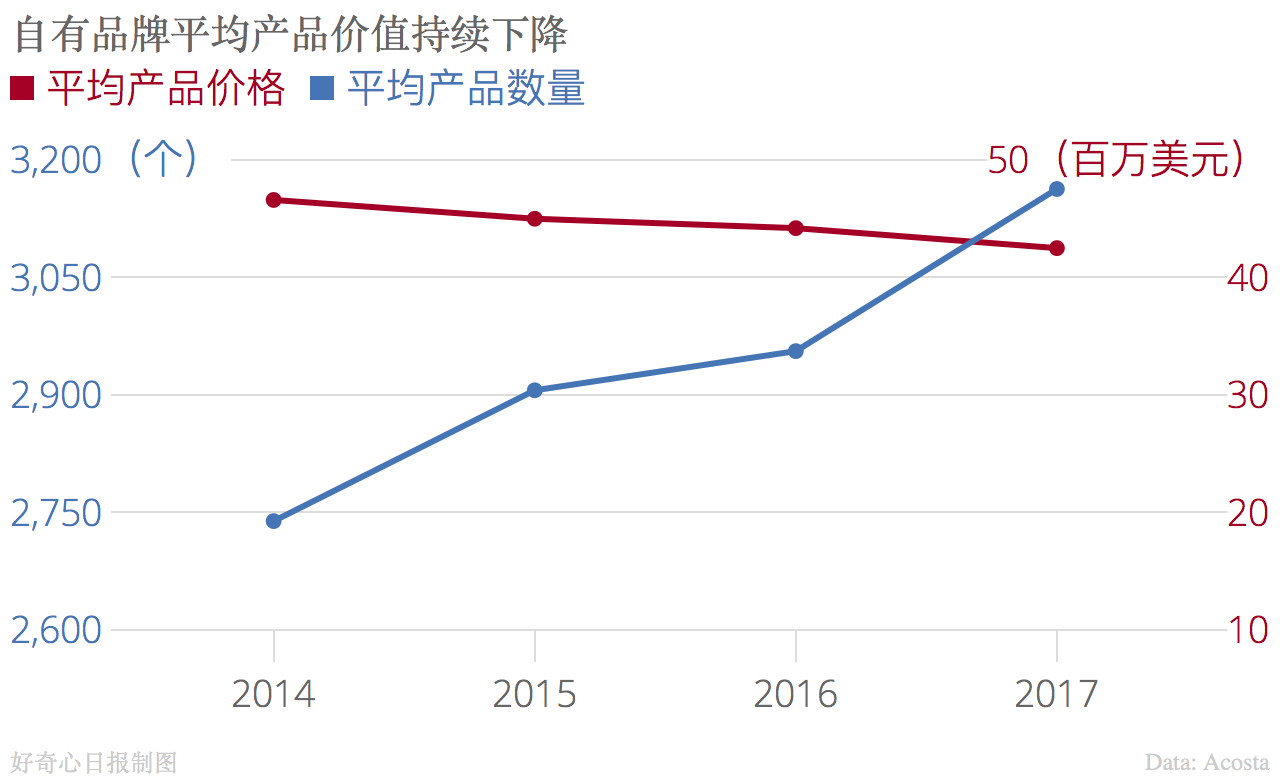 自有品牌平均产品价值持续下降
平均产品价格 平均产品数量
3,200（个） 50（百万美元）
3,050 40
2,900 30
2,750 20
2,600 10
2014 2015 2016 2017
好奇心日报制图 Data: Acosta